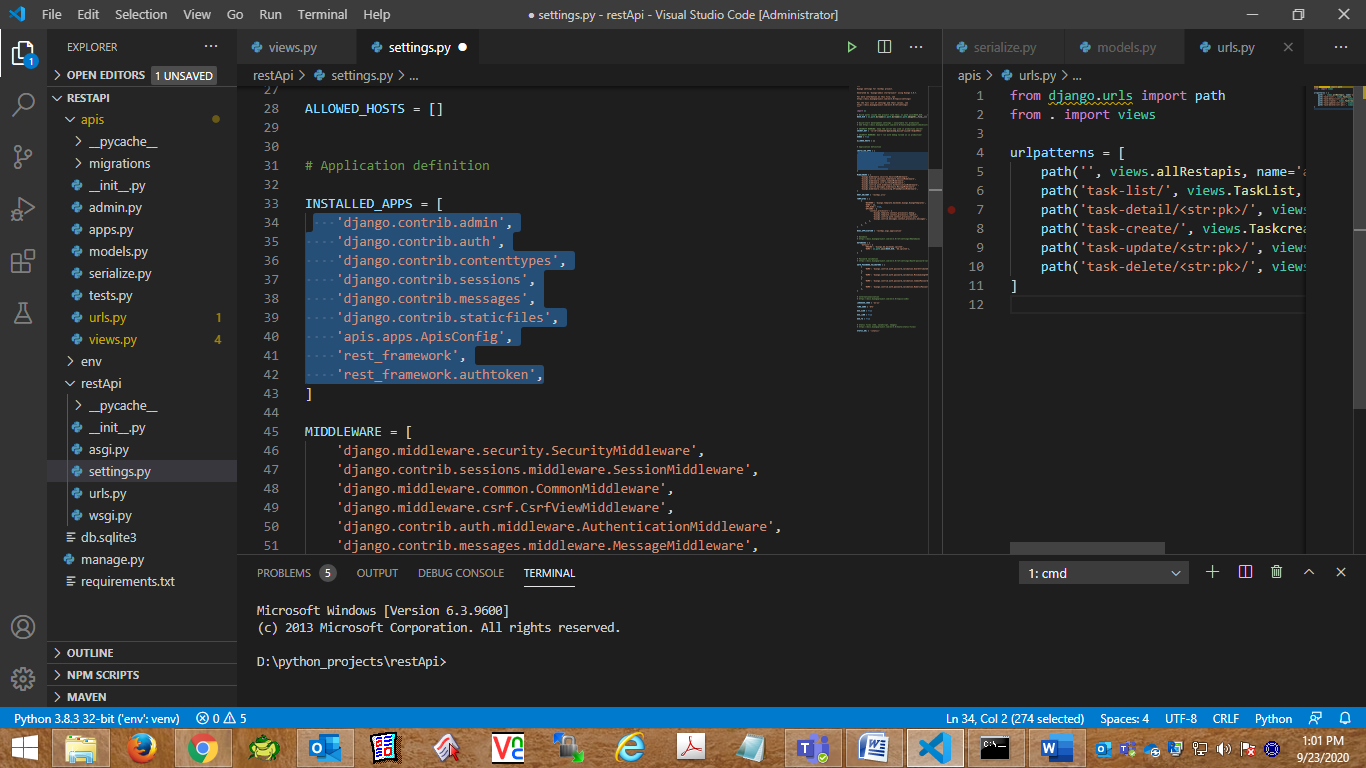 File Edit Selection View Go Run Terminal Help
● settings.py - restApi - Visual Studio Code [Administrator]
EXPLORER
OPEN EDITORS 1 UNSAVED
RESTAPI
apis
__pycache__
migrations
__init__.py
admin.py
apps.py
models.py
serialize.py
tests.py
urls.py 1
views.py 4
env
restApi
__pycache__
__init__.py
asgi.py
settings.py
urls.py
wsgi.py
db.sqlite3
manage.py
requirements.txt
OUTLINE
NPM SCRIPTS
MAVEN
1
views.py settings.py
restApi > settings.py > ...
27
28 ALLOWED_HOSTS = []
29
30
31 # Application definition
32
33 INSTALLED_APPS = [
34 'django.contrib.admin',
35 'django.contrib.auth',
36 'django.contrib.contenttypes',
37 'django.contrib.sessions',
38 'django.contrib.messages',
39 'django.contrib.staticfiles',
40 'apis.apps.ApisConfig',
41 'rest_framework',
42 'rest_framework.authtoken',
43 ]
44
45 MIDDLEWARE = [
46 'django.middleware.security.SecurityMiddleware',
47 'django.contrib.sessions.middleware.SessionMiddleware',
48 'django.middleware.common.CommonMiddleware',
49 'django.middleware.csrf.CsrfViewMiddleware',
50 'django.contrib.auth.middleware.AuthenticationMiddleware',
51 'django.contrib.messages.middleware.MessageMiddleware',
serialize.py models.py urls.py
apis > urls.py > ...
1 from django.urls import path
2 from . import views
3
4 urlpatterns = [
5 path('', views.allRestapis, name='a
6 path('task-list/', views.TaskList,
7 path('task-detail/<str:pk>/', views
8 path('task-create/', views.Taskcrea
9 path('task-update/<str:pk>/', views
10 path('task-delete/<str:pk>/', views
11 ]
12
PROBLEMS 5 OUTPUT DEBUG CONSOLE TERMINAL
1: cmd
Microsoft Windows [Version 6.3.9600]
(c) 2013 Microsoft Corporation. All rights reserved.
D:\python_projects\restApi>
Python 3.8.3 32-bit ('env': venv) 0 5
Ln 34, Col 2 (274 selected) Spaces: 4 UTF-8 CRLF Python
1:01 PM
9/23/2020